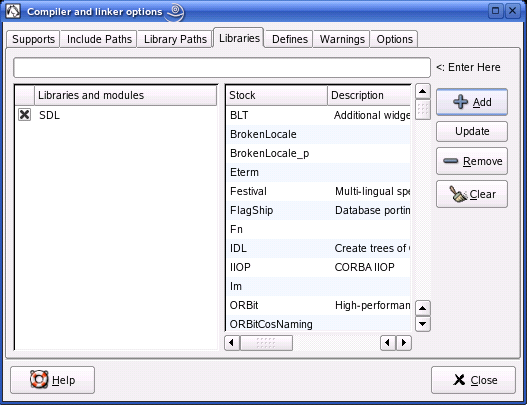 Compiler and linker options
Supports Include Paths Library Paths Libraries Defines Warnings Options
<: Enter Here
Libraries and modules
SDL
Stock Description
BLT Additional widge
BrokenLocale
BrokenLocale_p
Eterm
Festival Multi-lingual spe
FlagShip Database portin
Fn
IDL Create trees of
IIOP CORBA IIOP
Im
ORBit High-performan
ORBitCosNaming
Add
Update
Remove
Clear
Help
Close